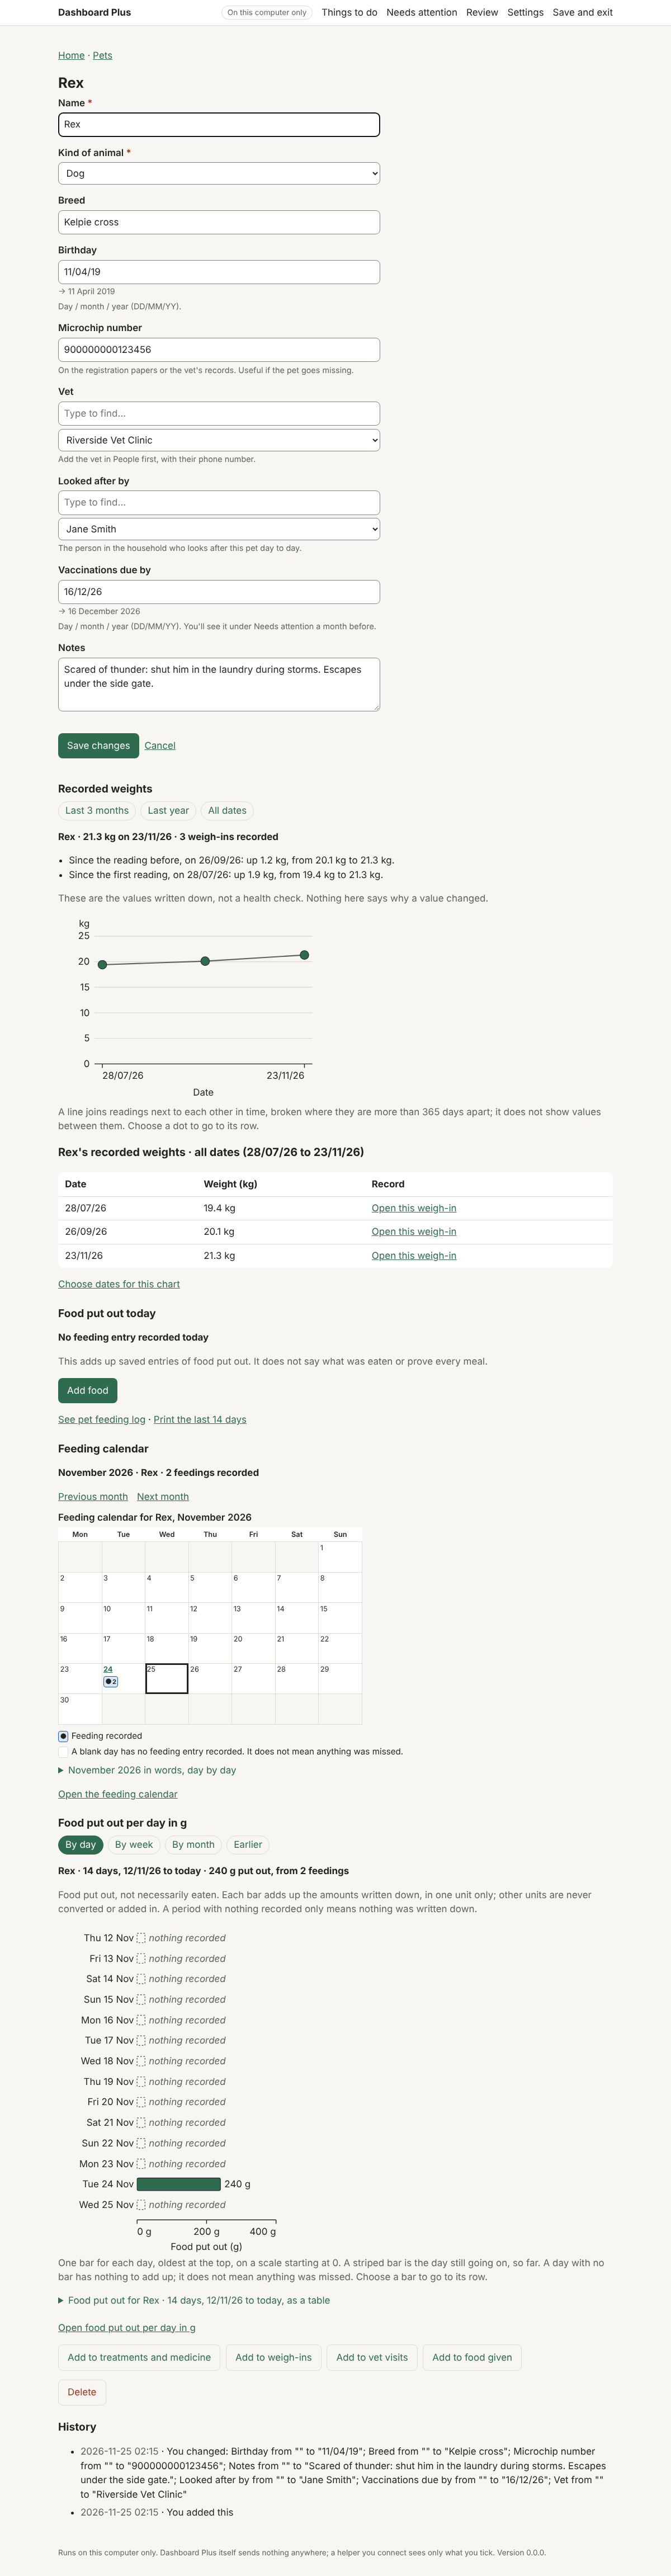 Dashboard Plus
On this computer only
Things to do
Needs attention
Review
Settings
Save and exit
Home · Pets
Rex
Name *
Rex
Kind of animal *
Dog
Breed
Kelpie cross
Birthday
11/04/19
→ 11 April 2019
Day / month / year (DD/MM/YY).
Microchip number
900000000123456
On the registration papers or the vet's records. Useful if the pet goes missing.
Vet
Type to find...
Riverside Vet Clinic
Add the vet in People first, with their phone number.
Looked after by
Type to find...
Jane Smith
The person in the household who looks after this pet day to day.
Vaccinations due by
16/12/26
→ 16 December 2026
Day / month / year (DD/MM/YY). You'll see it under Needs attention a month before.
Notes
Scared of thunder: shut him in the laundry during storms. Escapes
under the side gate.
Save changes
Cancel
Recorded weights
Last 3 months
Last year
All dates
Rex · 21.3 kg on 23/11/26 · 3 weigh-ins recorded
• Since the reading before, on 26/09/26: up 1.2 kg, from 20.1 kg to 21.3 kg.
• Since the first reading, on 28/07/26: up 1.9 kg, from 19.4 kg to 21.3 kg.
These are the values written down, not a health check. Nothing here says why a value changed.
kg
25
20
15
10
5
0
28/07/26
23/11/26
Date
A line joins readings next to each other in time, broken where they are more than 365 days apart; it does not show values
between them. Choose a dot to go to its row.
Rex's recorded weights · all dates (28/07/26 to 23/11/26)
Date Weight (kg) Record
28/07/26 19.4 kg Open this weigh-in
26/09/26 20.1 kg Open this weigh-in
23/11/26 21.3 kg Open this weigh-in
Choose dates for this chart
Food put out today
No feeding entry recorded today
This adds up saved entries of food put out. It does not say what was eaten or prove every meal.
Add food
See pet feeding log · Print the last 14 days
Feeding calendar
November 2026 · Rex · 2 feedings recorded
Previous month
Next month
Feeding calendar for Rex, November 2026
Mon Tue Wed Thu Fri Sat Sun
1
2 3 4 5 6 7 8
9 10 11 12 13 14 15
16 17 18 19 20 21 22
23 24 25 26 27 28 29
2
30
Feeding recorded
A blank day has no feeding entry recorded. It does not mean anything was missed.
November 2026 in words, day by day
Open the feeding calendar
Food put out per day in g
By day
By week
By month
Earlier
Rex · 14 days, 12/11/26 to today · 240 g put out, from 2 feedings
Food put out, not necessarily eaten. Each bar adds up the amounts written down, in one unit only; other units are never
converted or added in. A period with nothing recorded only means nothing was written down.
Thu 12 Nov nothing recorded
Fri 13 Nov nothing recorded
Sat 14 Nov nothing recorded
Sun 15 Nov nothing recorded
Mon 16 Nov nothing recorded
Tue 17 Nov nothing recorded
Wed 18 Nov nothing recorded
Thu 19 Nov nothing recorded
Fri 20 Nov nothing recorded
Sat 21 Nov nothing recorded
Sun 22 Nov nothing recorded
Mon 23 Nov nothing recorded
Tue 24 Nov 240 g
Wed 25 Nov nothing recorded
0 g 200 g 400 g
Food put out (g)
One bar for each day, oldest at the top, on a scale starting at 0. A striped bar is the day still going on, so far. A day with no
bar has nothing to add up; it does not mean anything was missed. Choose a bar to go to its row.
Food put out for Rex · 14 days, 12/11/26 to today, as a table
Open food put out per day in g
Add to treatments and medicine
Add to weigh-ins
Add to vet visits
Add to food given
Delete
History
• 2026-11-25 02:15 · You changed: Birthday from "" to "11/04/19"; Breed from "" to "Kelpie cross"; Microchip number
from "" to "900000000123456"; Notes from "" to "Scared of thunder: shut him in the laundry during storms. Escapes
under the side gate."; Looked after by from "" to "Jane Smith"; Vaccinations due by from "" to "16/12/26"; Vet from ""
to "Riverside Vet Clinic"
• 2026-11-25 02:15 · You added this
Runs on this computer only. Dashboard Plus itself sends nothing anywhere; a helper you connect sees only what you tick. Version 0.0.0.